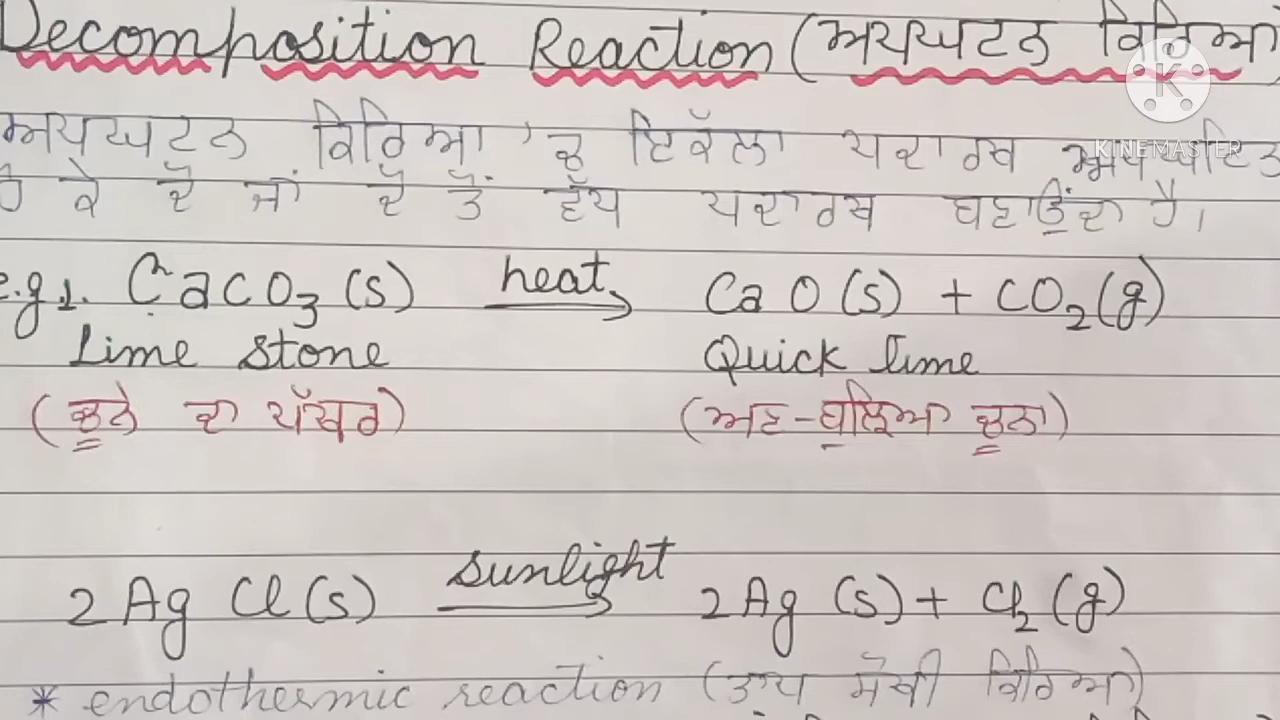 Decomposition Reaction (ਅਪਘਟਨ ਕਿਰਿਆ)
ਅਪਘਟਨ ਕਿਰਿਆ 'ਚ ਇਕੱਲਾ ਪਦਾਰਥ ਅਪਘਟਿਤ
ਹੋ ਕੇ ਦੋ ਜਾਂ ਦੋ ਤੋਂ ਵੱਧ ਪਦਾਰਥ ਬਣਾਉਂਦਾ ਹੈ।
e.g 1. CaCO3 (s) heat → CaO (s) + CO2 (g)
Lime stone Quick lime
(ਚੂਨੇ ਦਾ ਪੱਥਰ) (ਅਣ-ਬੁਝਿਆ ਚੂਨਾ)
2AgCl (s) sunlight → 2Ag (s) + Cl2 (g)
* endothermic reaction (ਤਾਪ ਸੋਖੀ ਕਿਰਿਆ)
K
KINEMASTER